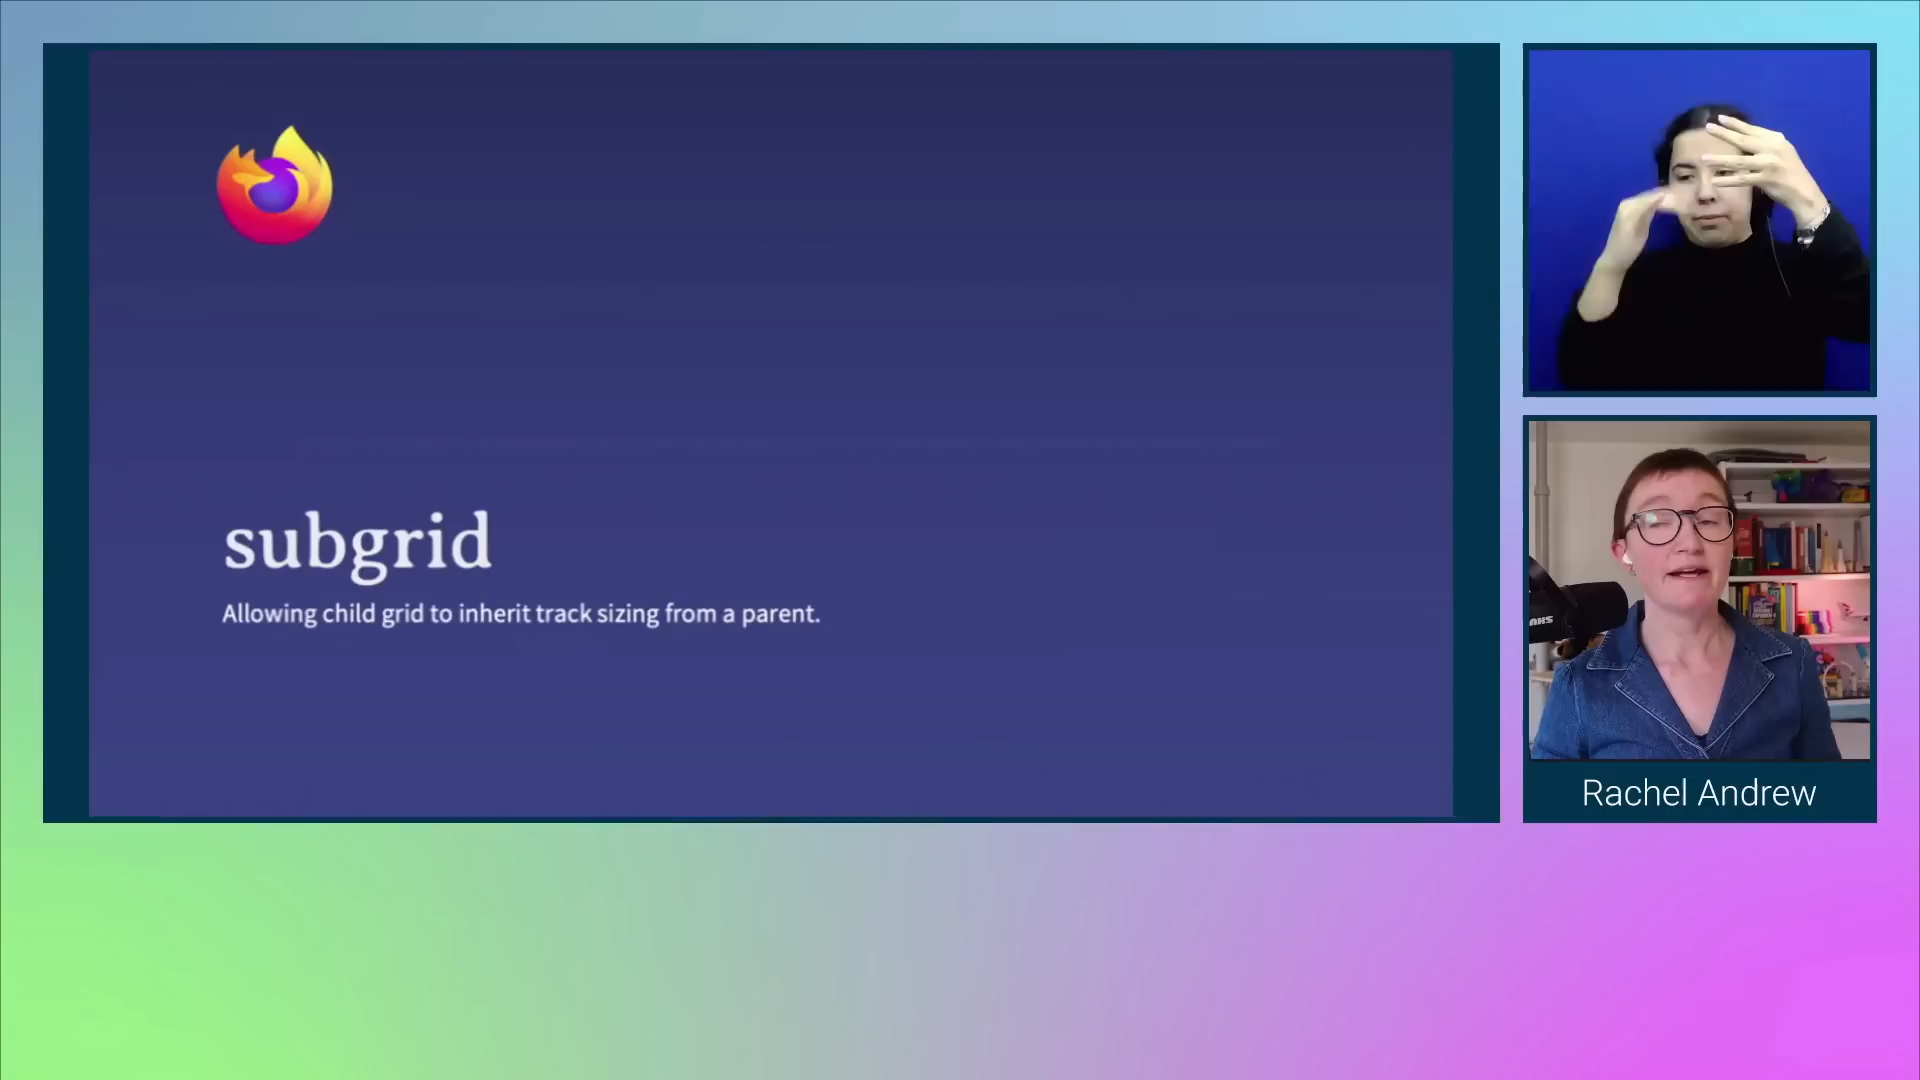 subgrid
Allowing child grid to inherit track sizing from a parent.
Rachel Andrew